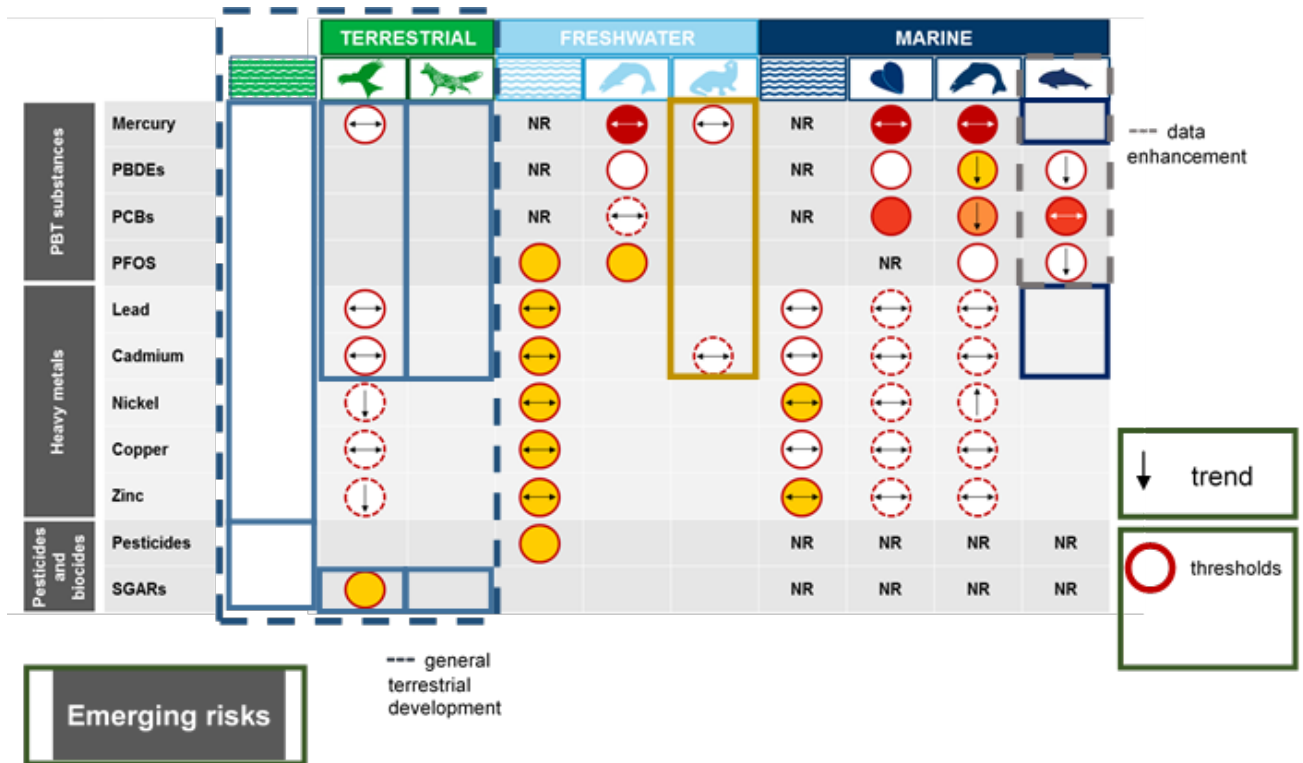 TERRESTRIAL FRESHWATER MARINE
PBT substances
Mercury NR NR
PBDEs NR NR
PCBs NR NR
PFOS NR
Heavy metals
Lead
Cadmium
Nickel
Copper
Zinc
Pesticides and biocides
Pesticides NR NR NR NR
SGARs NR NR NR NR
--- data
enhancement
trend
thresholds
--- general
terrestrial
development
Emerging risks